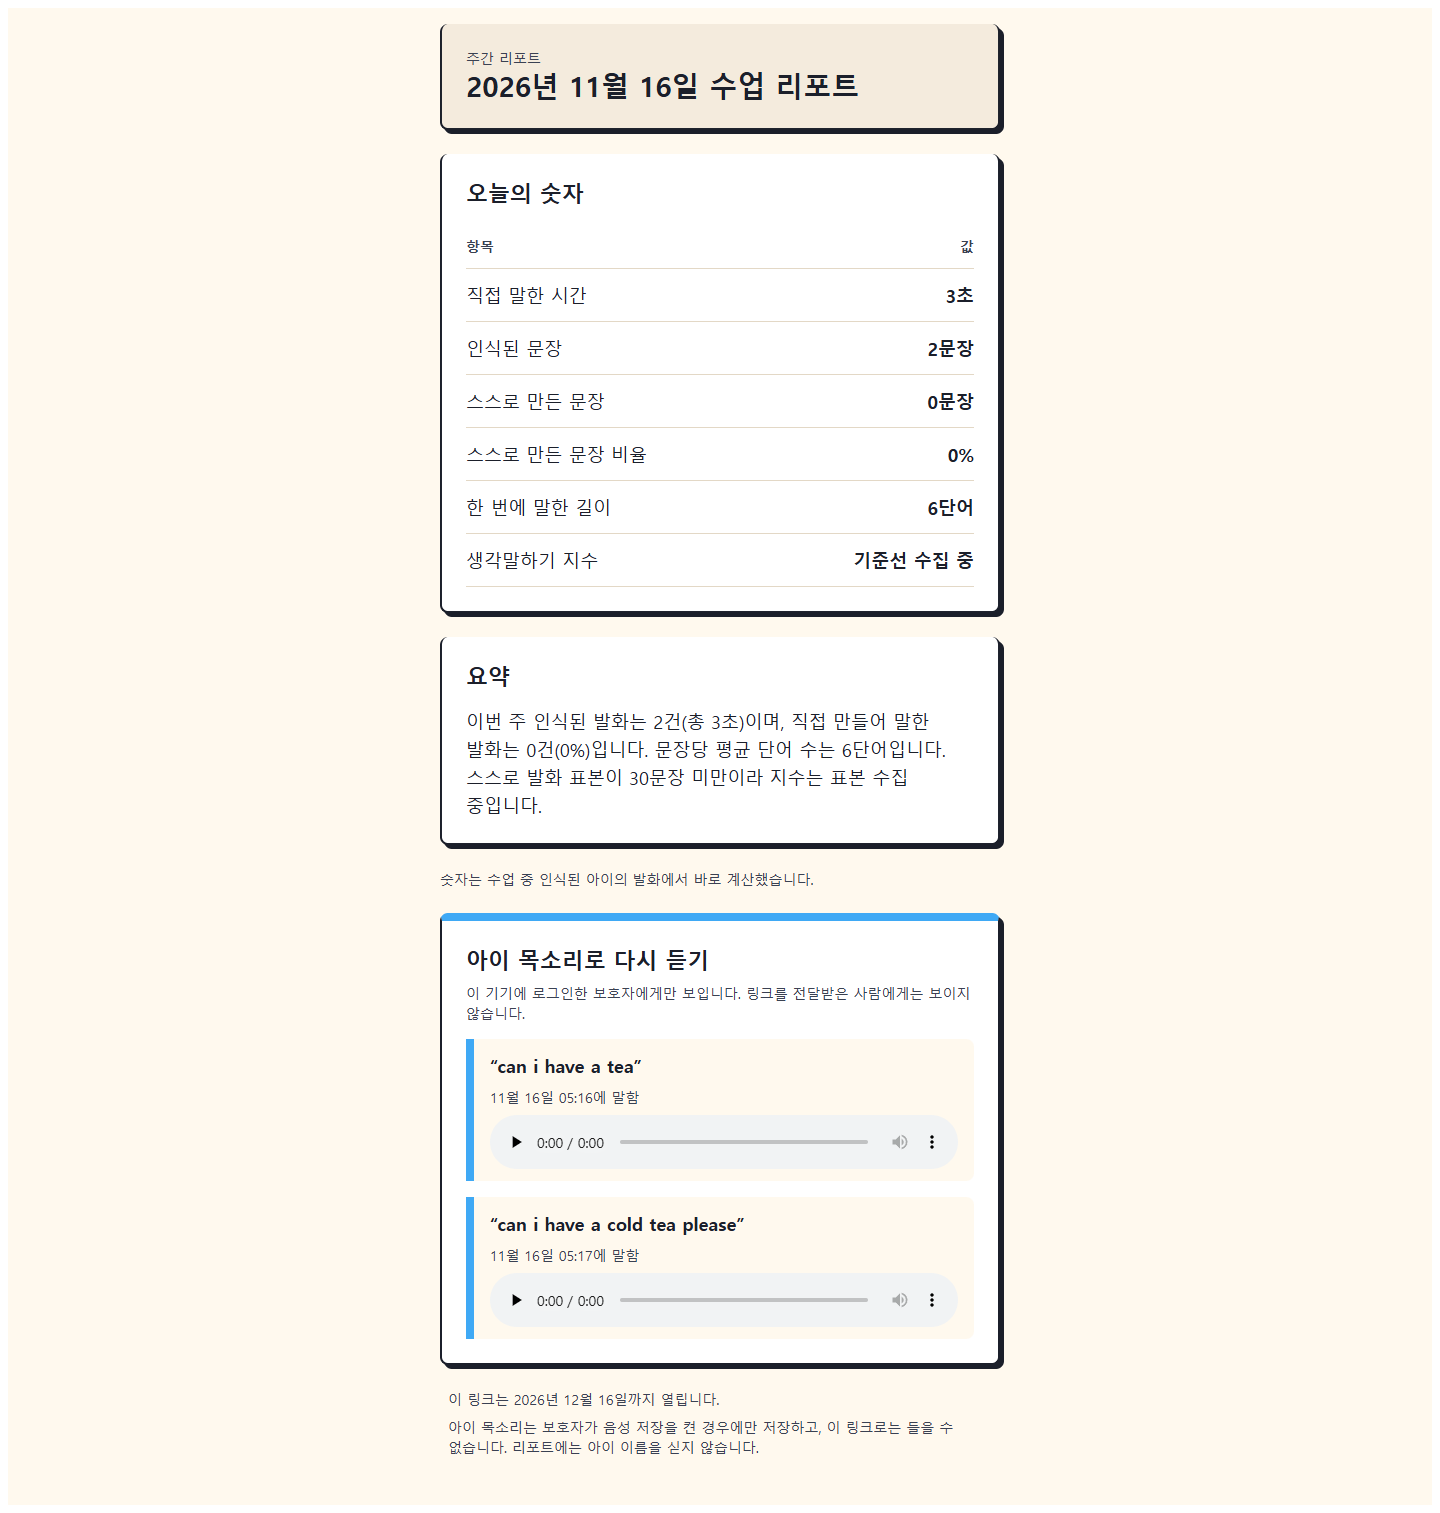 주간 리포트
2026년 11월 16일 수업 리포트
오늘의 숫자
항목 값
직접 말한 시간 3초
인식된 문장 2문장
스스로 만든 문장 0문장
스스로 만든 문장 비율 0%
한 번에 말한 길이 6단어
생각말하기 지수 기준선 수집 중
요약
이번 주 인식된 발화는 2건(총 3초)이며, 직접 만들어 말한
발화는 0건(0%)입니다. 문장당 평균 단어 수는 6단어입니다.
스스로 발화 표본이 30문장 미만이라 지수는 표본 수집
중입니다.
숫자는 수업 중 인식된 아이의 발화에서 바로 계산했습니다.
아이 목소리로 다시 듣기
이 기기에 로그인한 보호자에게만 보입니다. 링크를 전달받은 사람에게는 보이지
않습니다.
“can i have a tea”
11월 16일 05:16에 말함
0:00 / 0:00
“can i have a cold tea please”
11월 16일 05:17에 말함
0:00 / 0:00
이 링크는 2026년 12월 16일까지 열립니다.
아이 목소리는 보호자가 음성 저장을 켠 경우에만 저장하고, 이 링크로는 들을 수
없습니다. 리포트에는 아이 이름을 싣지 않습니다.